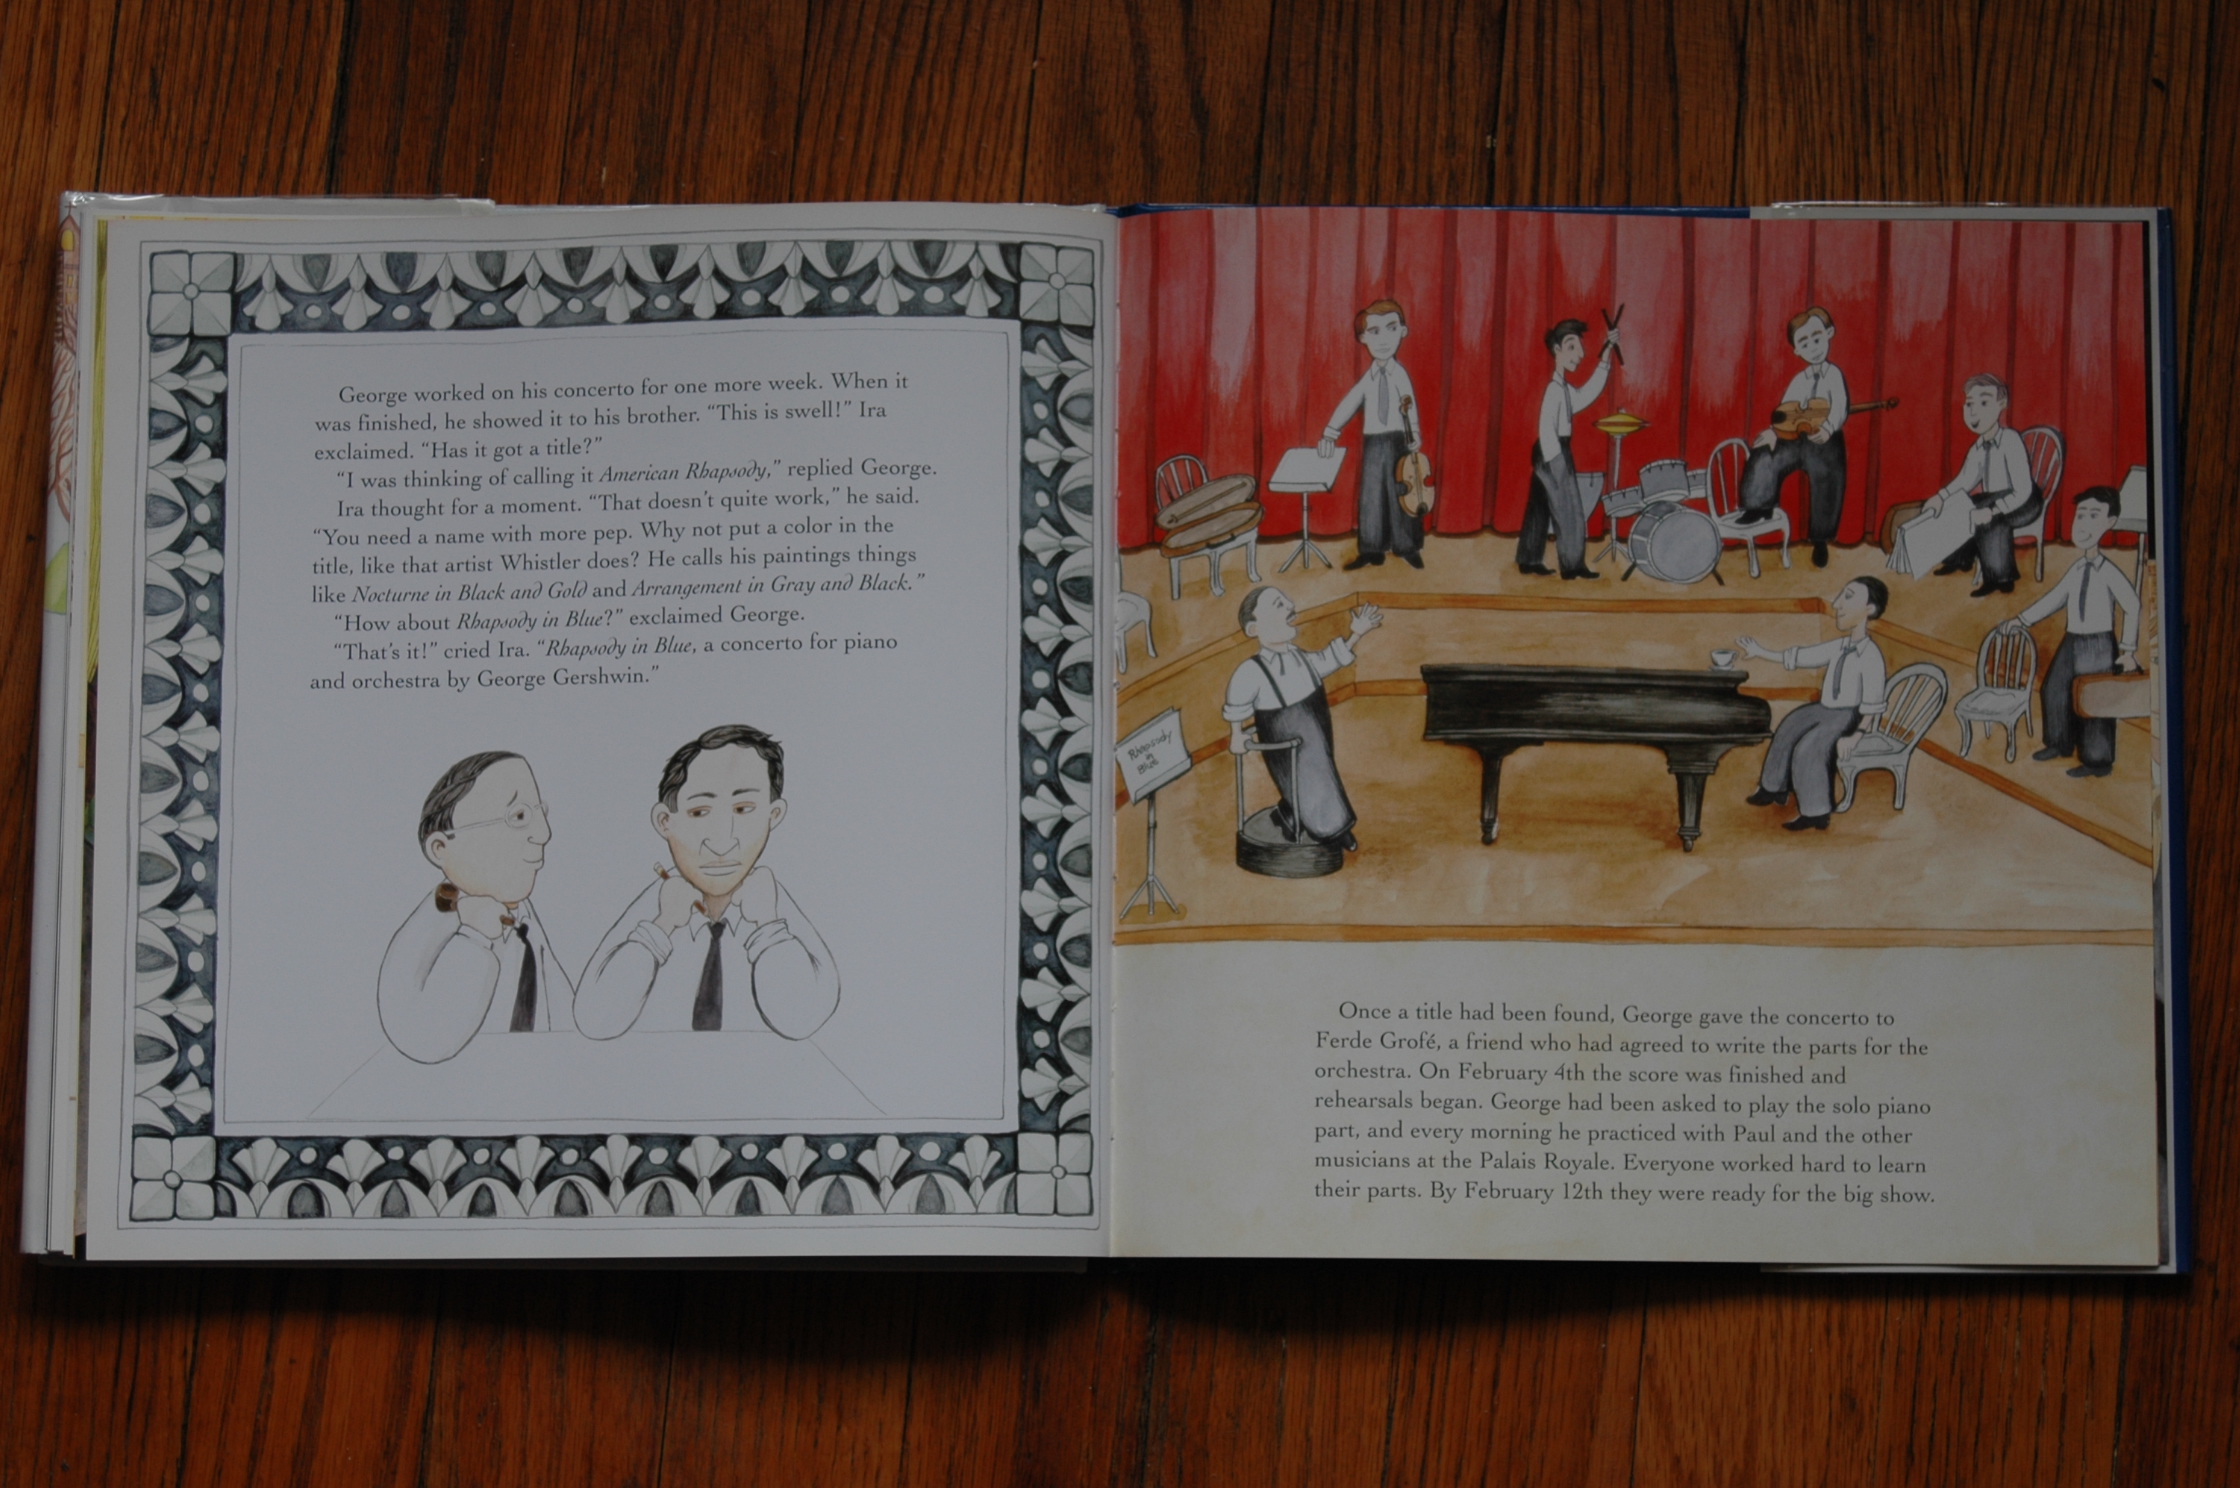 George worked on his concerto for one more week. When it
was finished, he showed it to his brother. “This is swell!” Ira
exclaimed. “Has it got a title?”
“I was thinking of calling it American Rhapsody,” replied George.
Ira thought for a moment. “That doesn’t quite work,” he said.
“You need a name with more pep. Why not put a color in the
title, like that artist Whistler does? He calls his paintings things
like Nocturne in Black and Gold and Arrangement in Gray and Black.”
“How about Rhapsody in Blue?” exclaimed George.
“That’s it!” cried Ira. “Rhapsody in Blue, a concerto for piano
and orchestra by George Gershwin.”
Rhapsody
in
Blue
Once a title had been found, George gave the concerto to
Ferde Grofé, a friend who had agreed to write the parts for the
orchestra. On February 4th the score was finished and
rehearsals began. George had been asked to play the solo piano
part, and every morning he practiced with Paul and the other
musicians at the Palais Royale. Everyone worked hard to learn
their parts. By February 12th they were ready for the big show.